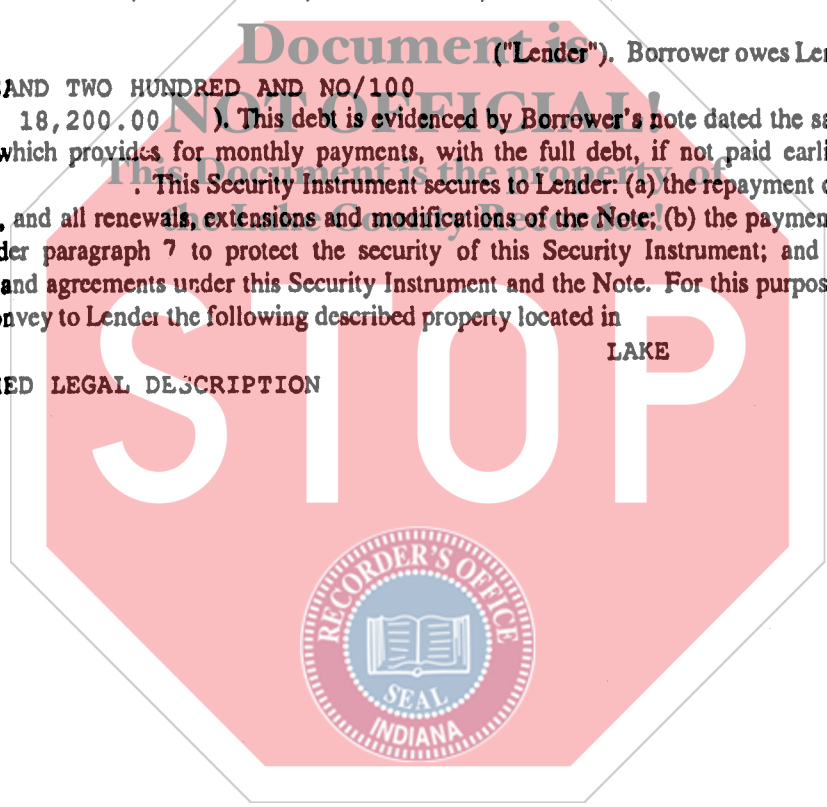 Document is
("Lender"). Borrower owes Len
AND TWO HUNDRED AND NO/100
NOT OFFICIAL!
18,200.00 ). This debt is evidenced by Borrower's note dated the sa
which provides for monthly payments, with the full debt, if not paid earli
This Document is the property of
. This Security Instrument secures to Lender: (a) the repayment o
the Lake County Recorder!
, and all renewals, extensions and modifications of the Note; (b) the paymen
der paragraph 7 to protect the security of this Security Instrument; and
and agreements under this Security Instrument and the Note. For this purpos
nvey to Lender the following described property located in
LAKE
ED LEGAL DESCRIPTION
STOP
RECORDER'S OFFICE
SEAL
INDIANA